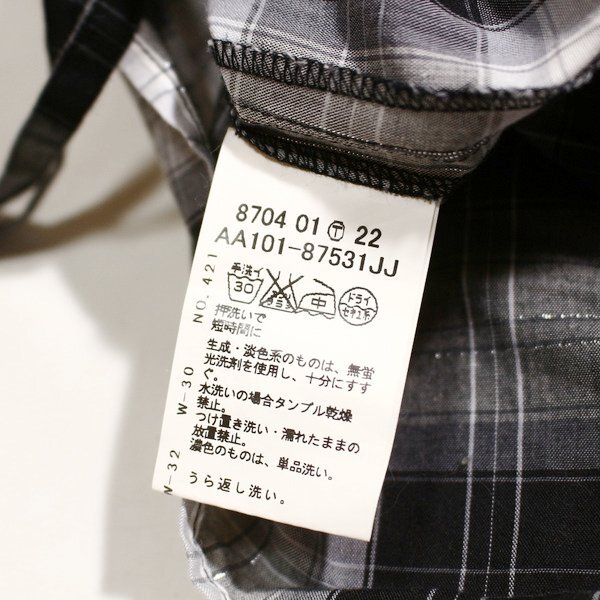 8704 01 〒 22
AA101-87531JJ
手洗イ
30
中
ドライ
セキユ系
押洗いで
短時間に
生成・淡色系のものは、無蛍
光洗剤を使用し、十分にすす
ぐ。
水洗いの場合タンブル乾燥
禁止。
つけ置き洗い・濡れたままの
放置禁止。
濃色のものは、単品洗い。
うら返し洗い。
NO. 421
W-30
W-32